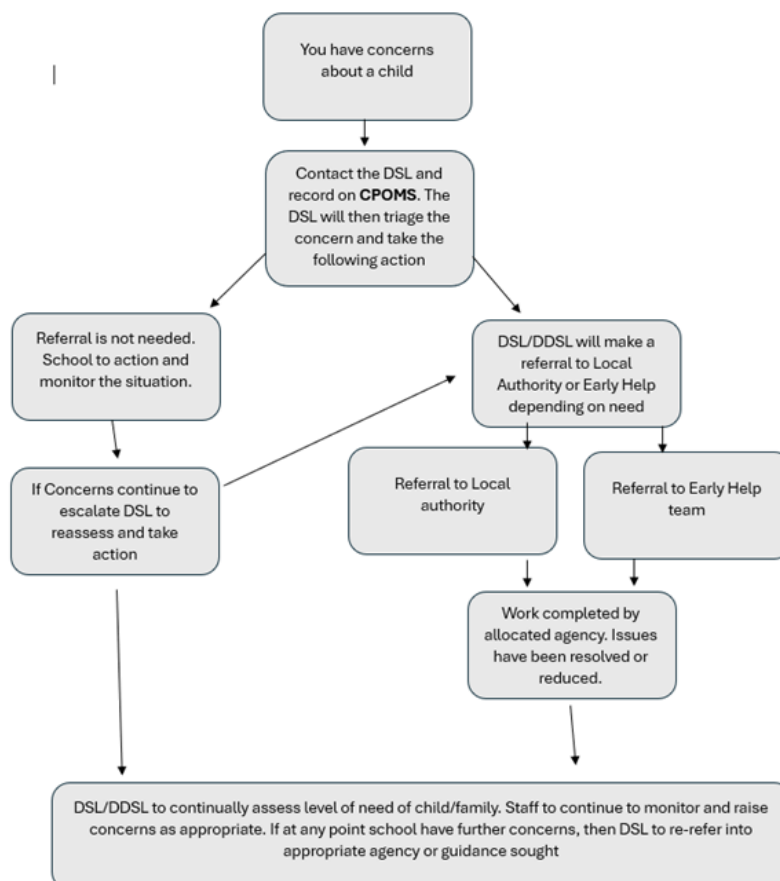 You have concerns
about a child
Contact the DSL and
record on CPOMS. The
DSL will then triage the
concern and take the
following action
Referral is not needed.
School to action and
monitor the situation.
DSL/DDSL will make a
referral to Local
Authority or Early Help
depending on need
If Concerns continue to
escalate DSL to
reassess and take
action
Referral to Local
authority
Referral to Early Help
team
Work completed by
allocated agency. Issues
have been resolved or
reduced.
DSL/DDSL to continually assess level of need of child/family. Staff to continue to monitor and raise
concerns as appropriate. If at any point school have further concerns, then DSL to re-refer into
appropriate agency or guidance sought